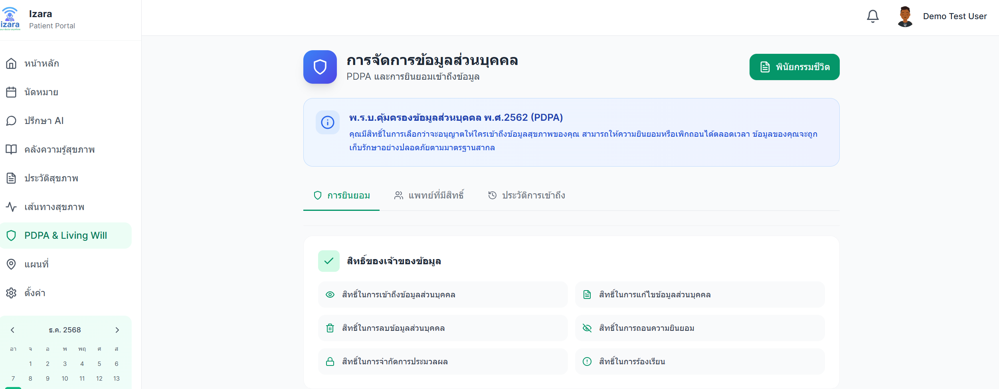 izara
your doctor anywhere
Izara
Patient Portal
Demo Test User
หน้าหลัก
นัดหมาย
ปรึกษา AI
คลังความรู้สุขภาพ
ประวัติสุขภาพ
เส้นทางสุขภาพ
PDPA & Living Will
แผนที่
ตั้งค่า
ธ.ค. 2568
อา จ อ พ พฤ ศ ส
1 2 3 4 5 6
7 8 9 10 11 12 13
การจัดการข้อมูลส่วนบุคคล
PDPA และการยินยอมเข้าถึงข้อมูล
พินัยกรรมชีวิต
พ.ร.บ.คุ้มครองข้อมูลส่วนบุคคล พ.ศ.2562 (PDPA)
คุณมีสิทธิ์ในการเลือกว่าจะอนุญาตให้ใครเข้าถึงข้อมูลสุขภาพของคุณ สามารถให้ความยินยอมหรือเพิกถอนได้ตลอดเวลา ข้อมูลของคุณจะถูก
เก็บรักษาอย่างปลอดภัยตามมาตรฐานสากล
การยินยอม แพทย์ที่มีสิทธิ์ ประวัติการเข้าถึง
สิทธิ์ของเจ้าของข้อมูล
สิทธิ์ในการเข้าถึงข้อมูลส่วนบุคคล
สิทธิ์ในการแก้ไขข้อมูลส่วนบุคคล
สิทธิ์ในการลบข้อมูลส่วนบุคคล
สิทธิ์ในการถอนความยินยอม
สิทธิ์ในการจำกัดการประมวลผล
สิทธิ์ในการร้องเรียน